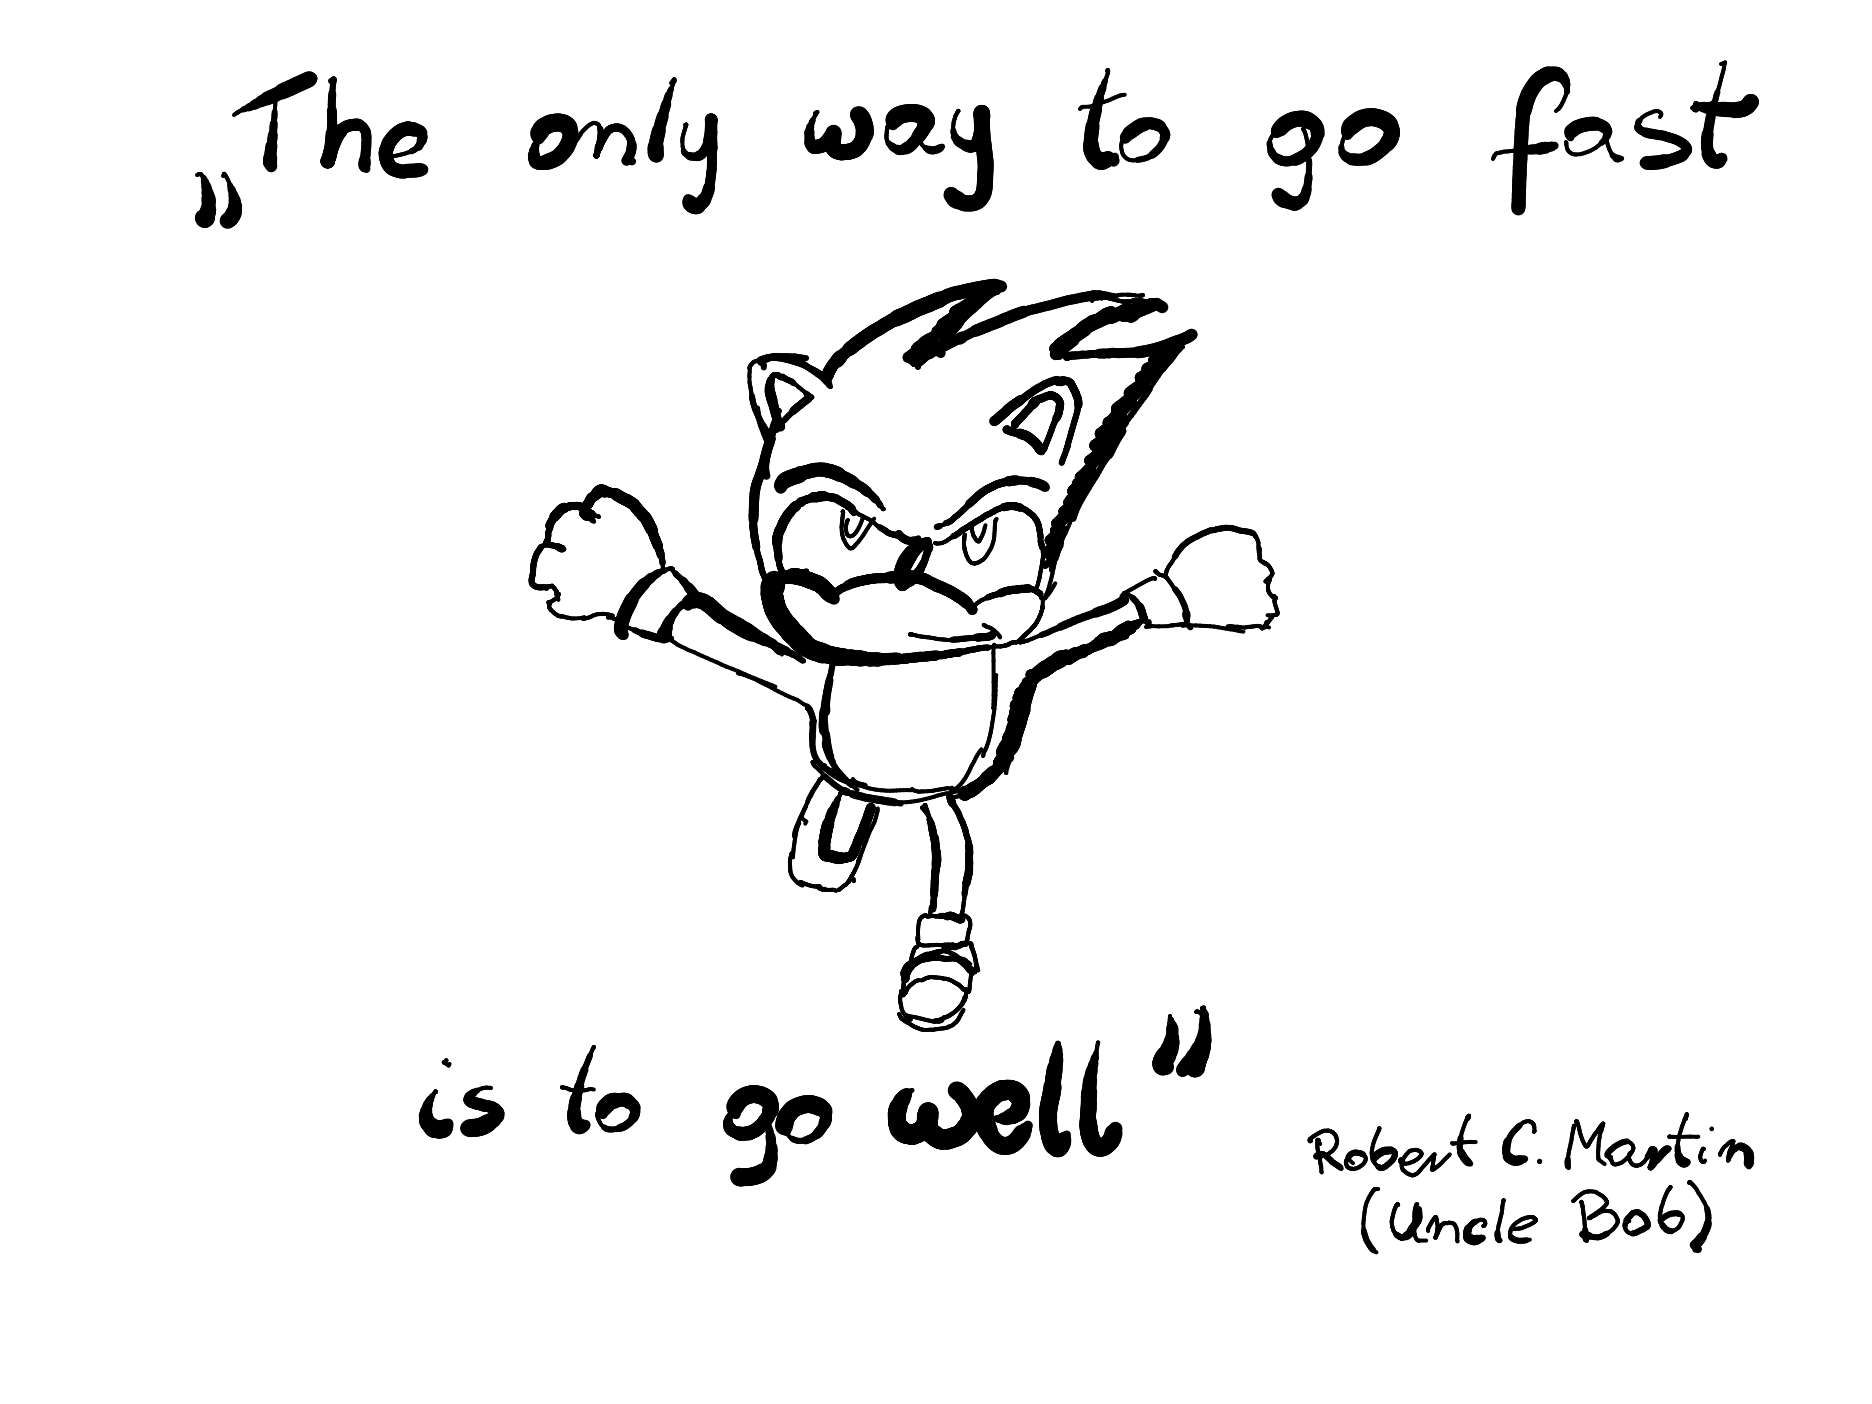 „The only way to go fast
is to go well”
Robert C. Martin
(Uncle Bob)